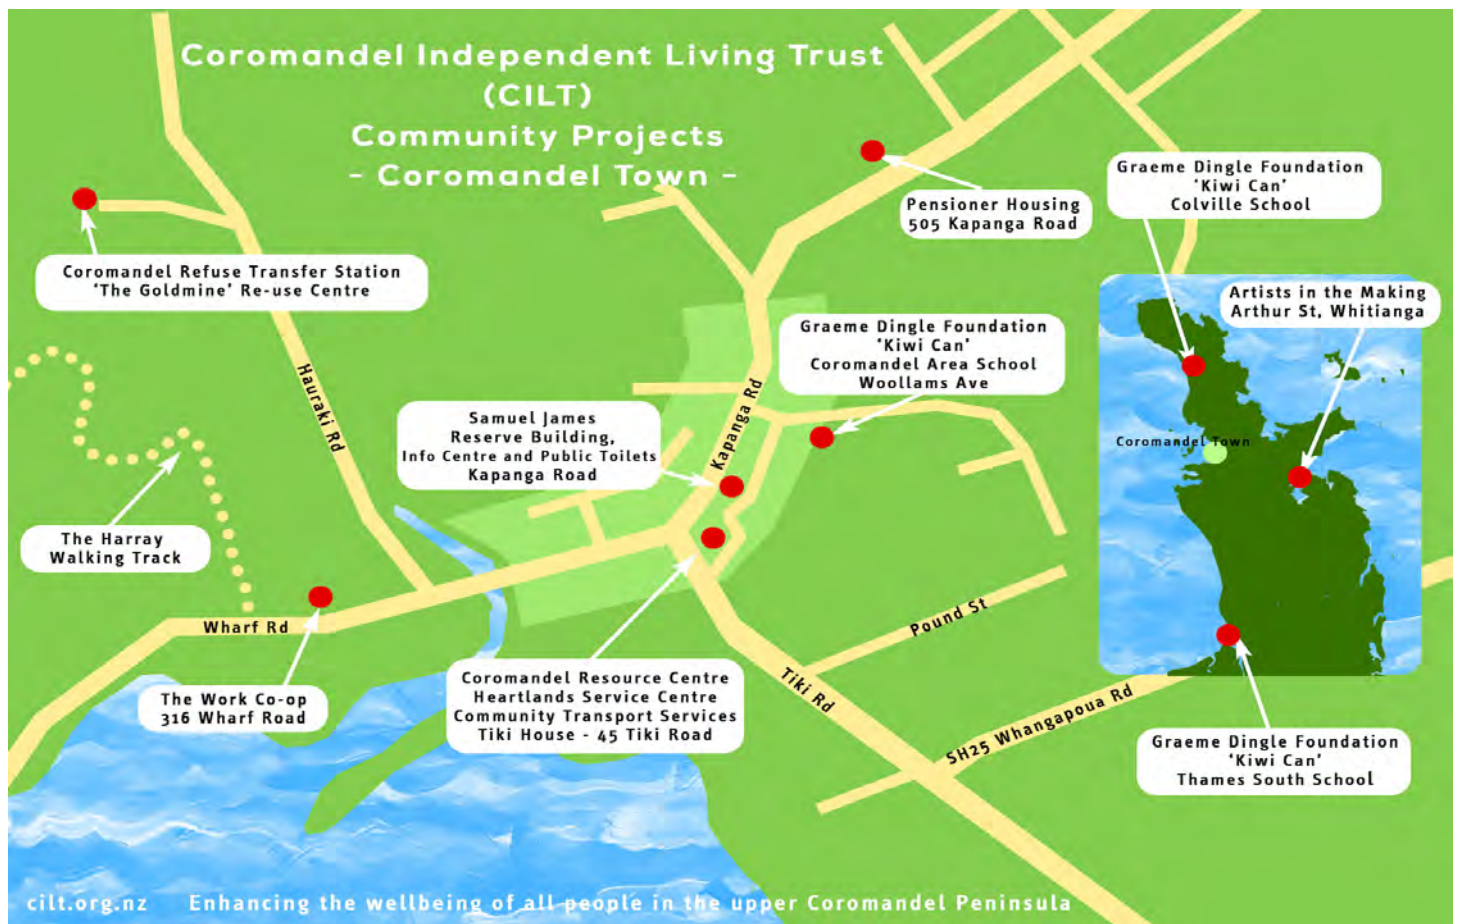 Coromandel Independent Living Trust
(CILT)
Community Projects
- Coromandel Town -
Pensioner Housing
505 Kapanga Road
Graeme Dingle Foundation
'Kiwi Can'
Colville School
Coromandel Refuse Transfer Station
'The Goldmine' Re-use Centre
Artists in the Making
Arthur St, Whitianga
Graeme Dingle Foundation
'Kiwi Can'
Coromandel Area School
Woollams Ave
Hauraki Rd
Kapanga Rd
Samuel James
Reserve Building,
Info Centre and Public Toilets
Kapanga Road
Coromandel Town
The Harray
Walking Track
Wharf Rd
Pound St
The Work Co-op
316 Wharf Road
Coromandel Resource Centre
Heartlands Service Centre
Community Transport Services
Tiki House - 45 Tiki Road
Tiki Rd
SH25 Whangapoua Rd
Graeme Dingle Foundation
'Kiwi Can'
Thames South School
cilt.org.nz Enhancing the wellbeing of all people in the upper Coromandel Peninsula